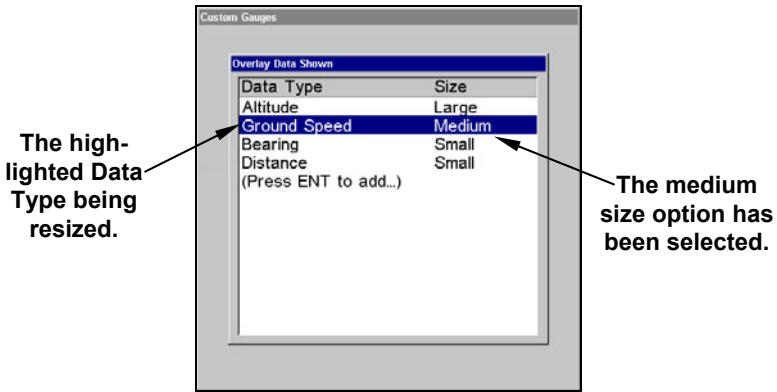 Custom Gauges
Overlay Data Shown
Data Type Size
Altitude Large
Ground Speed Medium
Bearing Small
Distance Small
(Press ENT to add...)
The high-
lighted Data
Type being
resized.
The medium
size option has
been selected.